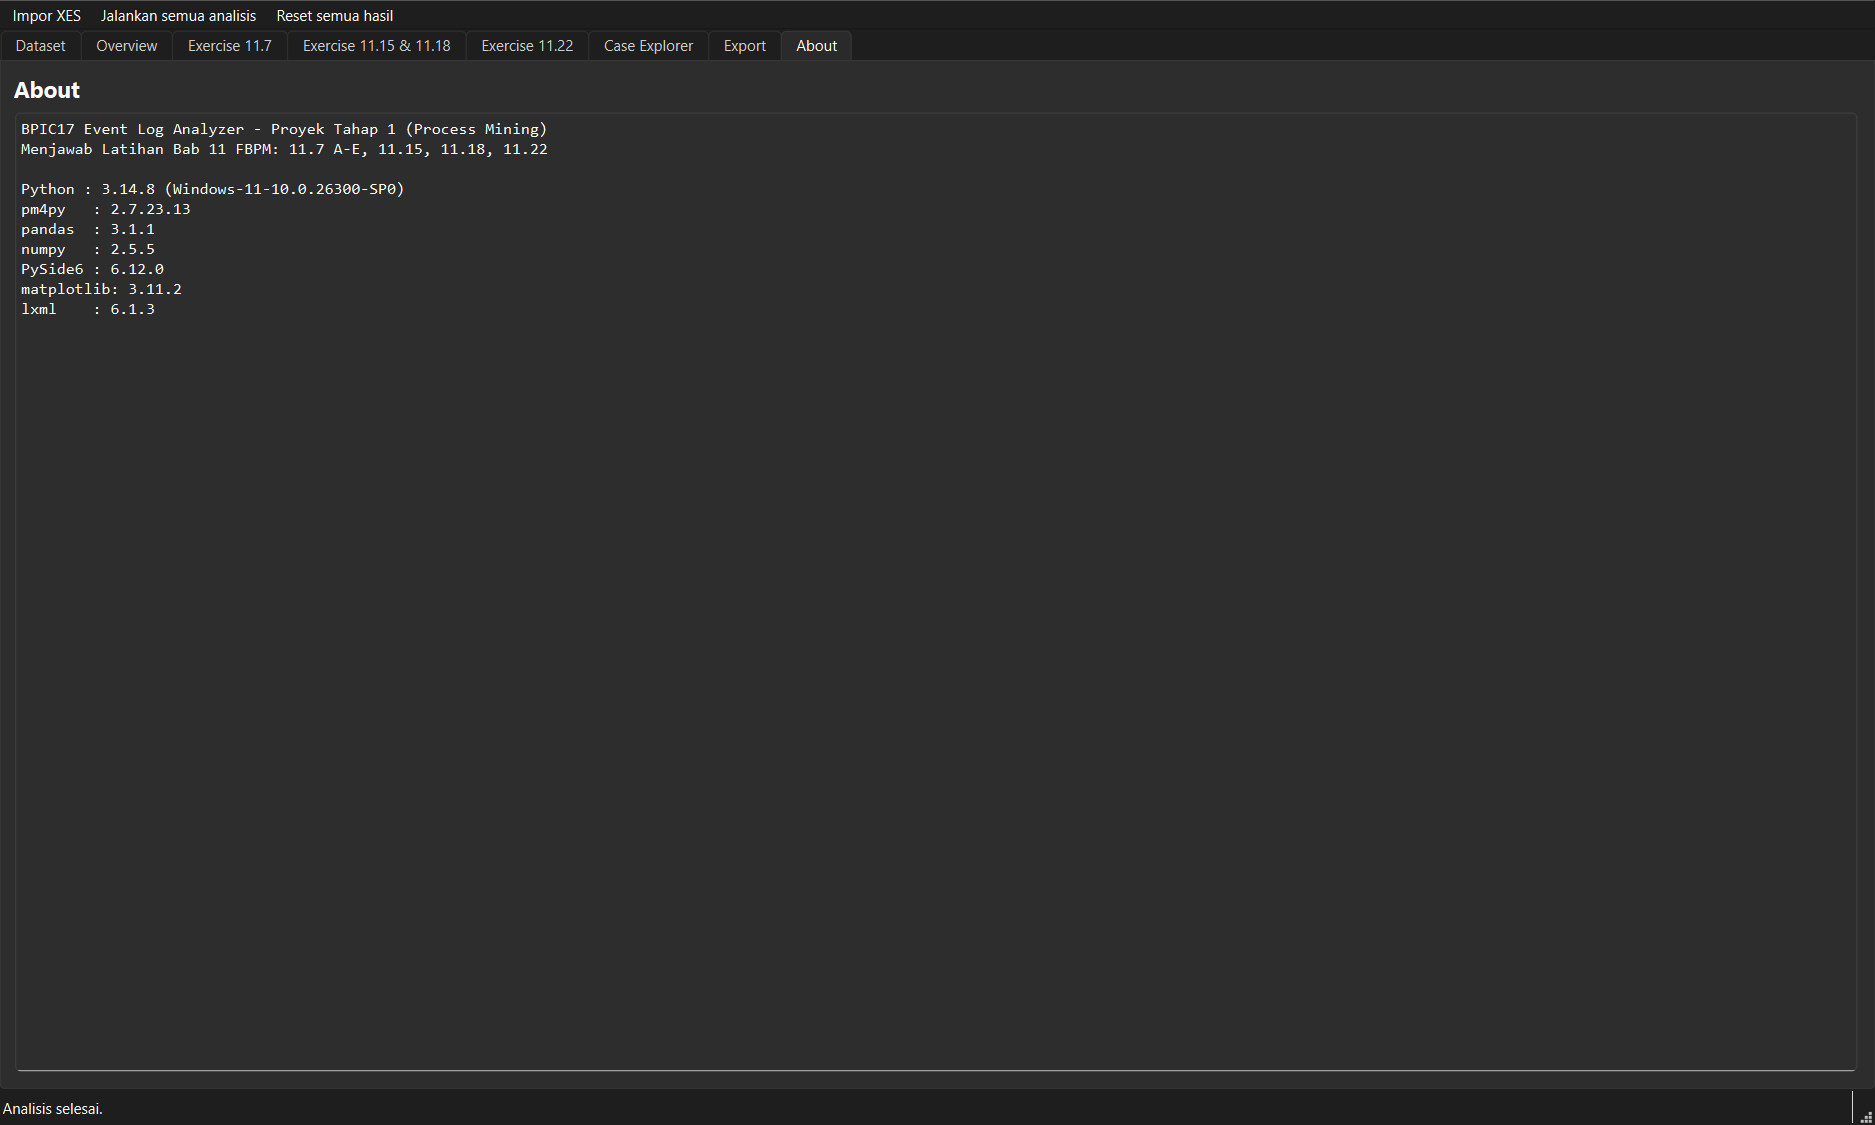 Impor XES Jalankan semua analisis Reset semua hasil
Dataset Overview Exercise 11.7 Exercise 11.15 & 11.18 Exercise 11.22 Case Explorer Export About
About
BPIC17 Event Log Analyzer - Proyek Tahap 1 (Process Mining)
Menjawab Latihan Bab 11 FBPM: 11.7 A-E, 11.15, 11.18, 11.22
Python : 3.14.8 (Windows-11-10.0.26300-SP0)
pm4py   : 2.7.23.13
pandas  : 3.1.1
numpy   : 2.5.5
PySide6 : 6.12.0
matplotlib: 3.11.2
lxml    : 6.1.3
Analisis selesai.